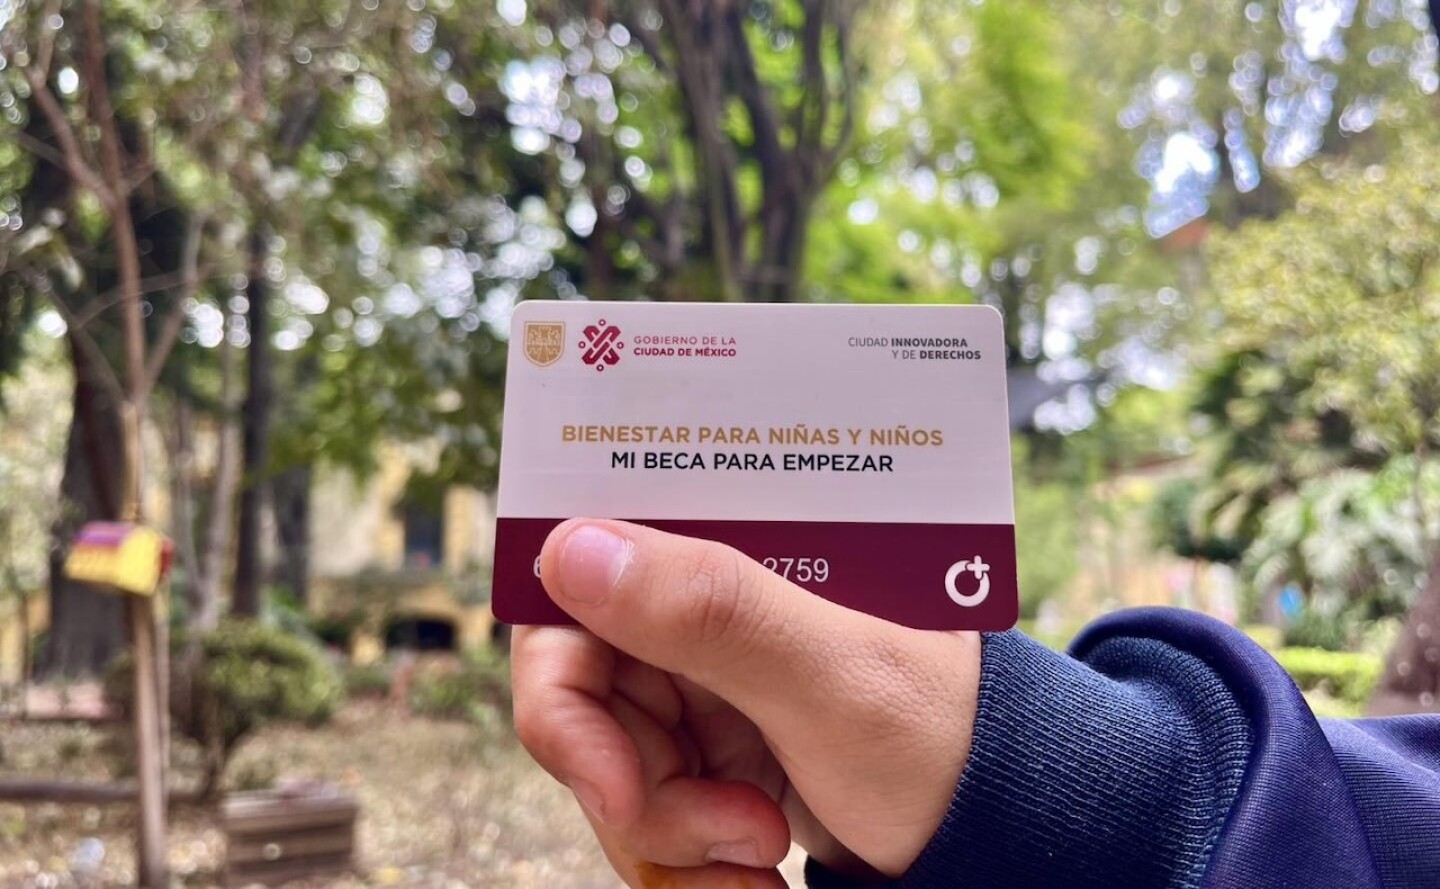 GOBIERNO DE LA
CIUDAD DE MÉXICO
CIUDAD INNOVADORA
Y DE DERECHOS
BIENESTAR PARA NIÑAS Y NIÑOS
MI BECA PARA EMPEZAR
2759